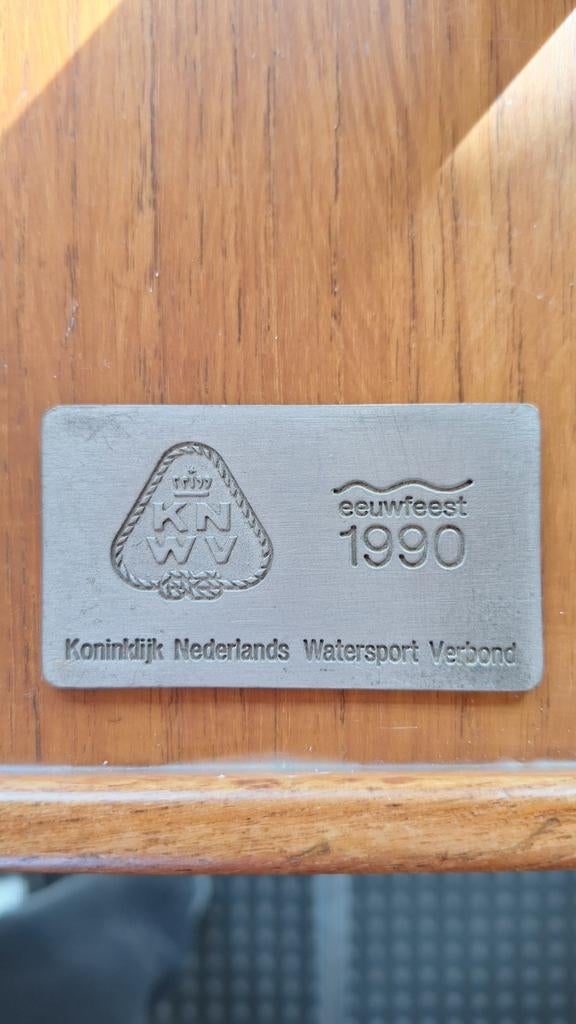 KN
WV
eeuwfeest
1990
Koninklijk Nederlands Watersport Verbond